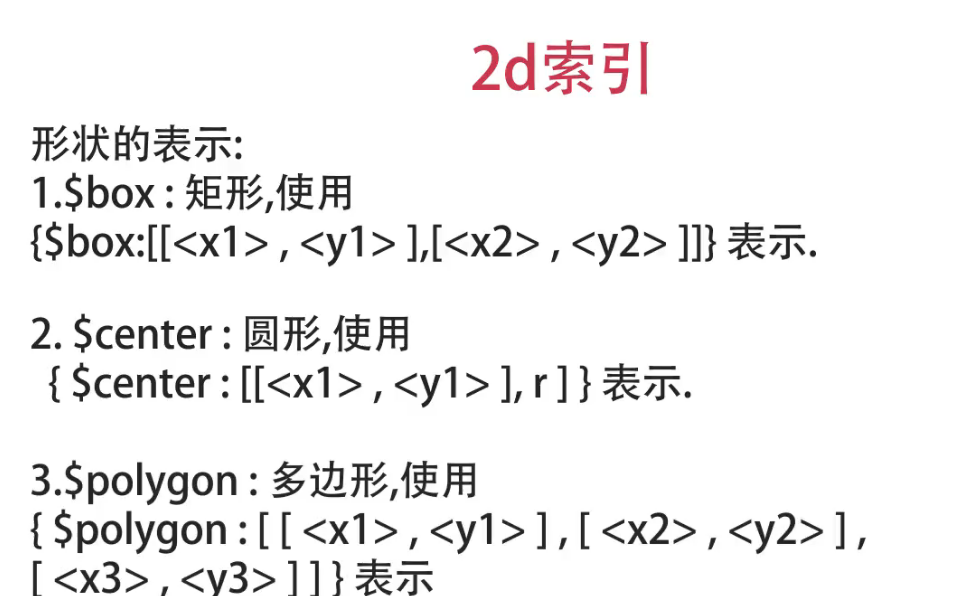 2d索引
形状的表示:
1.$box : 矩形,使用
{$box:[[<x1> , <y1> ],[<x2> , <y2> ]]} 表示.
2. $center : 圆形,使用
{ $center : [[<x1> , <y1> ], r ] } 表示.
3.$polygon : 多边形,使用
{ $polygon : [ [ <x1> , <y1> ] , [ <x2> , <y2> ] ,
[ <x3> , <y3> ] ] } 表示